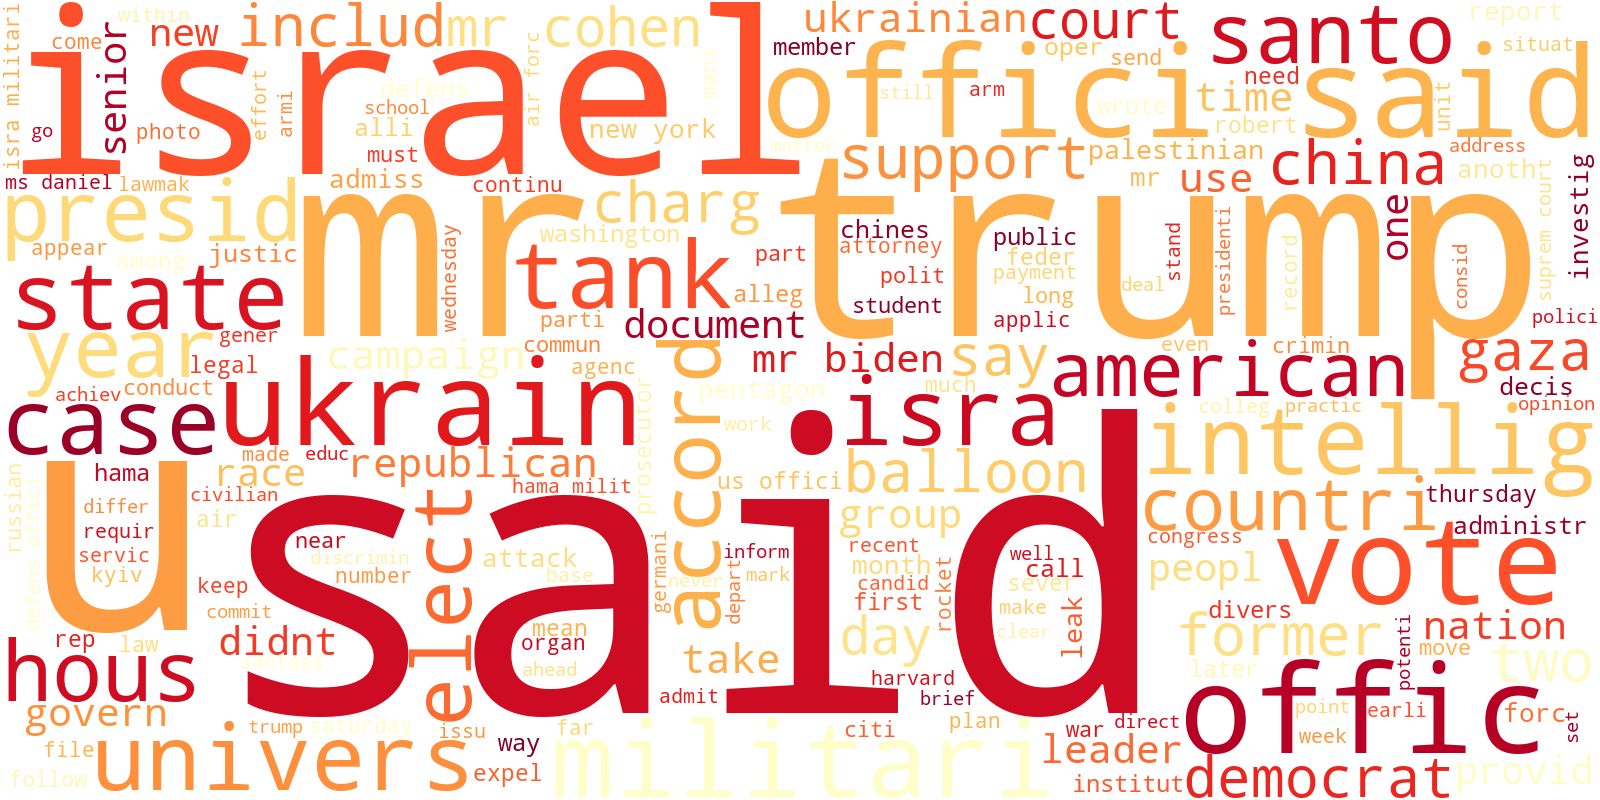 israel
mr trump
said
u
offici said
isra militari
come
new
includ
mr cohen
ukrainian
court
santo
report
member
oper
send
situat
senior
effort
armi
defens
school
air forc
mani
still
arm
need
time
wrote
unit
go
photo
alli
new york
matter
robert
support
palestinian
address
ms daniel
lawmak
must
admiss
continu
mr
use
china
anoth
investig
presid
charg
washington
chines
attorney
public
one
appear
among
justic
wednesday
tank
part
polit
feder
payment
stand
presidenti
record
consid
suprem court
state
alleg
student
long
deal
applic
polici
gener
parti
document
year
legal
campaign
commun
agenc
mr biden
say
even
crimin
gaza
achiev
conduct
american
decis
ukrain
accord
pentagon
much
isra
colleg
practic
opinion
case
prosecutor
work
intellig
made
educ
republican
race
hama
hama milit
us offici
balloon
countri
thursday
russian
differ
civilian
requir
air
elect
group
administr
servic
near
attack
inform
recent
well
congress
vote
kyiv
discrimin
number
base
germani
never
mark
month
call
peopl
defens offici
keep
depart
candid
sever
commit
rocket
first
make
leak
divers
rep
law
didnt
mean
organ
clear
former
potenti
nation
hous
santoss
ahead
take
day
move
later
two
harvard
admit
brief
offic
govern
trump
saturday
issu
far
citi
plan
war
direct
point
earli
forc
set
file
univers
way
militari
leader
week
follow
expel
institut
democrat
provid